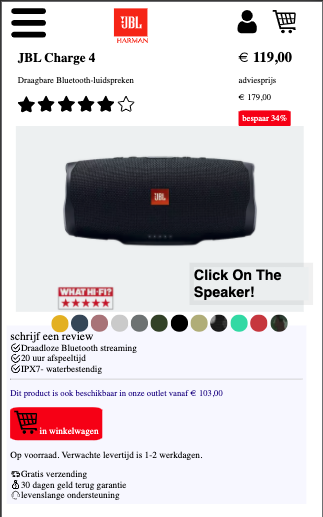 JBL
HARMAN
JBL Charge 4
€ 119,00
Draagbare Bluetooth-luidspreken
adviesprijs
€ 179,00
bespaar 34%
JBL
WHAT HI-FI?
Click On The
Speaker!
schrijf een review
Draadloze Bluetooth streaming
20 uur afspeeltijd
IPX7- waterbestendig
Dit product is ook beschikbaar in onze outlet vanaf € 103,00
in winkelwagen
Op voorraad. Verwachte levertijd is 1-2 werkdagen.
Gratis verzending
30 dagen geld terug garantie
levenslange ondersteuning